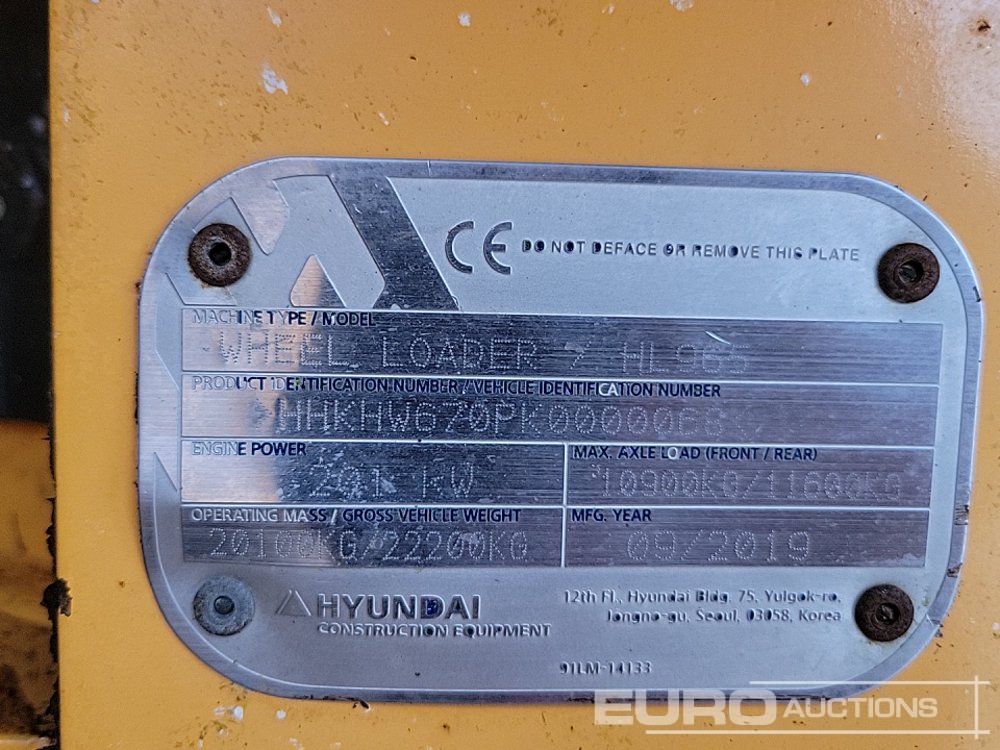 CE DO NOT DEFACE OR REMOVE THIS PLATE
MACHINE TYPE / MODEL
WHEEL LOADER / HL965
PRODUCT IDENTIFICATION NUMBER / VEHICLE IDENTIFICATION NUMBER
ENGINE POWER
201 kW
MAX. AXLE LOAD (FRONT / REAR)
10900KG/11600KG
OPERATING MASS / GROSS VEHICLE WEIGHT
20100KG/22200KG
MFG. YEAR
09/2019
HYUNDAI
CONSTRUCTION EQUIPMENT
12th Fl., Hyundai Bldg. 75, Yulgok-ro,
Jongno-gu, Seoul, 03058, Korea
91LM-14133
EURO AUCTIONS